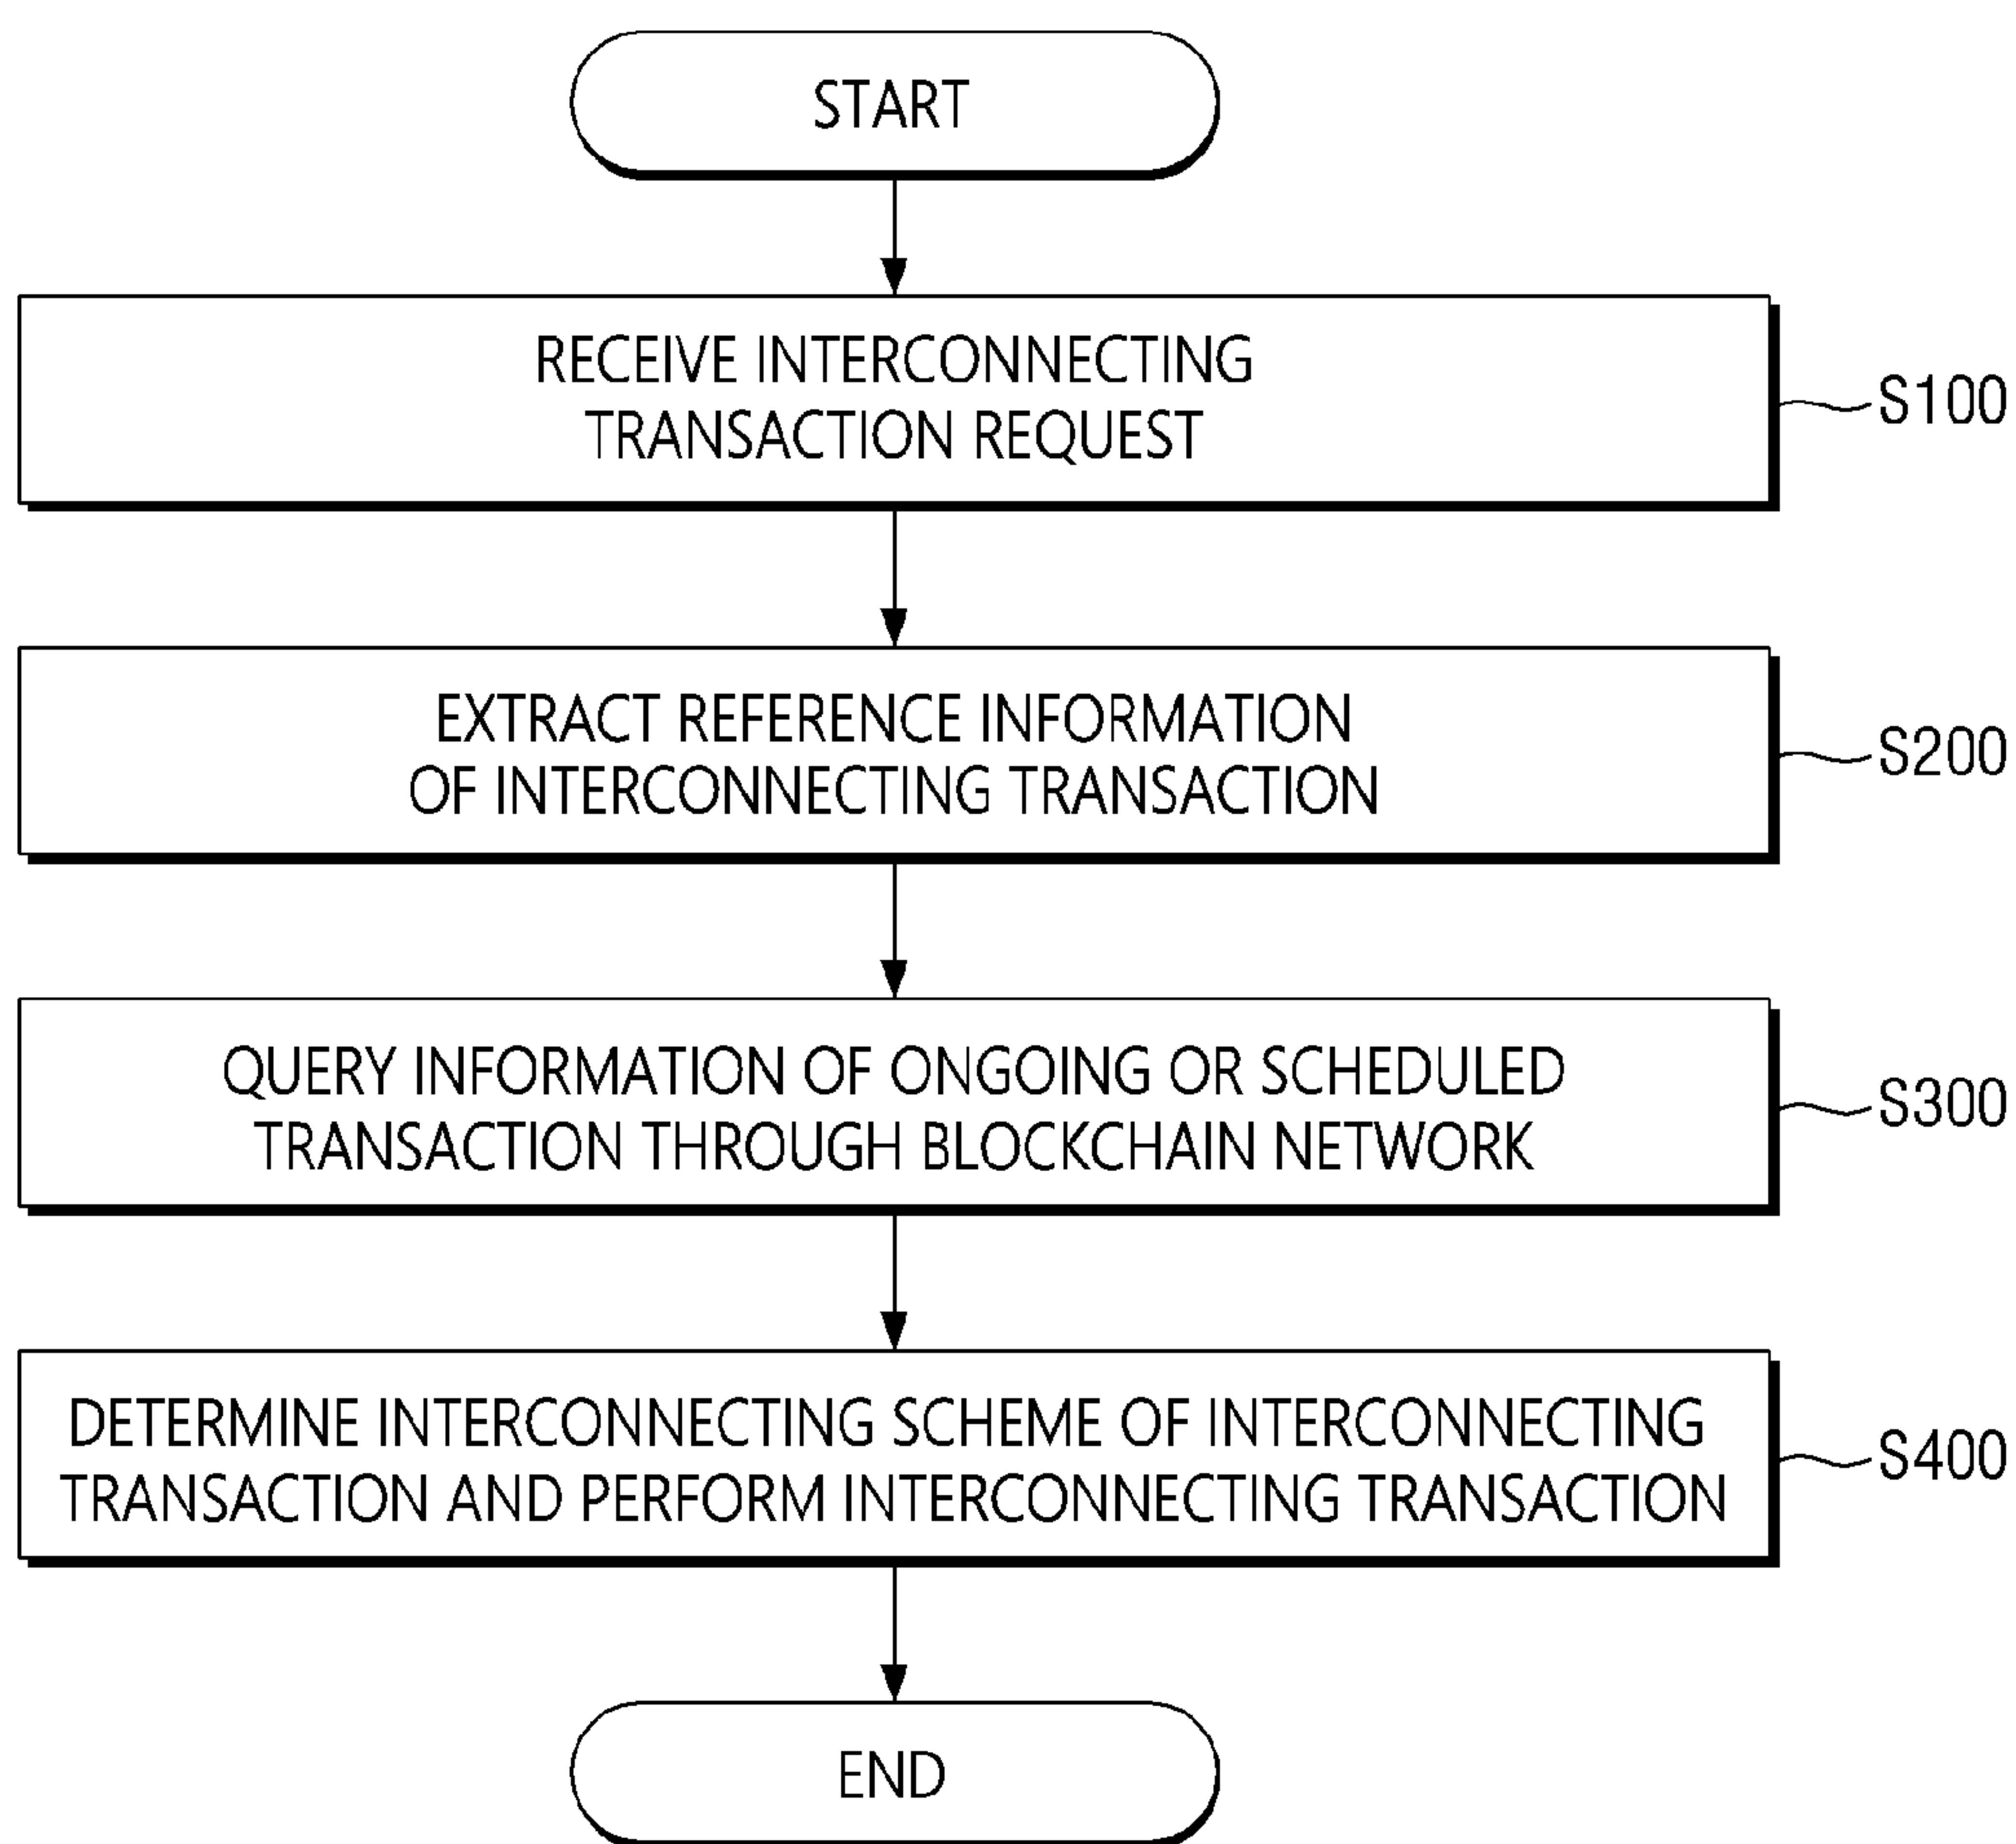 START
RECEIVE INTERCONNECTING
TRANSACTION REQUEST
S100
EXTRACT REFERENCE INFORMATION
OF INTERCONNECTING TRANSACTION
S200
QUERY INFORMATION OF ONGOING OR SCHEDULED
TRANSACTION THROUGH BLOCKCHAIN NETWORK
S300
DETERMINE INTERCONNECTING SCHEME OF INTERCONNECTING
TRANSACTION AND PERFORM INTERCONNECTING TRANSACTION
S400
END